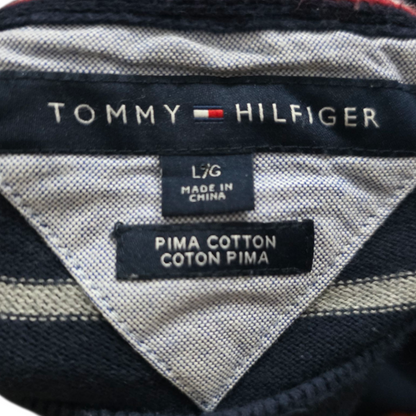 TOMMY HILFIGER
L/G
MADE IN
CHINA
PIMA COTTON
COTON PIMA